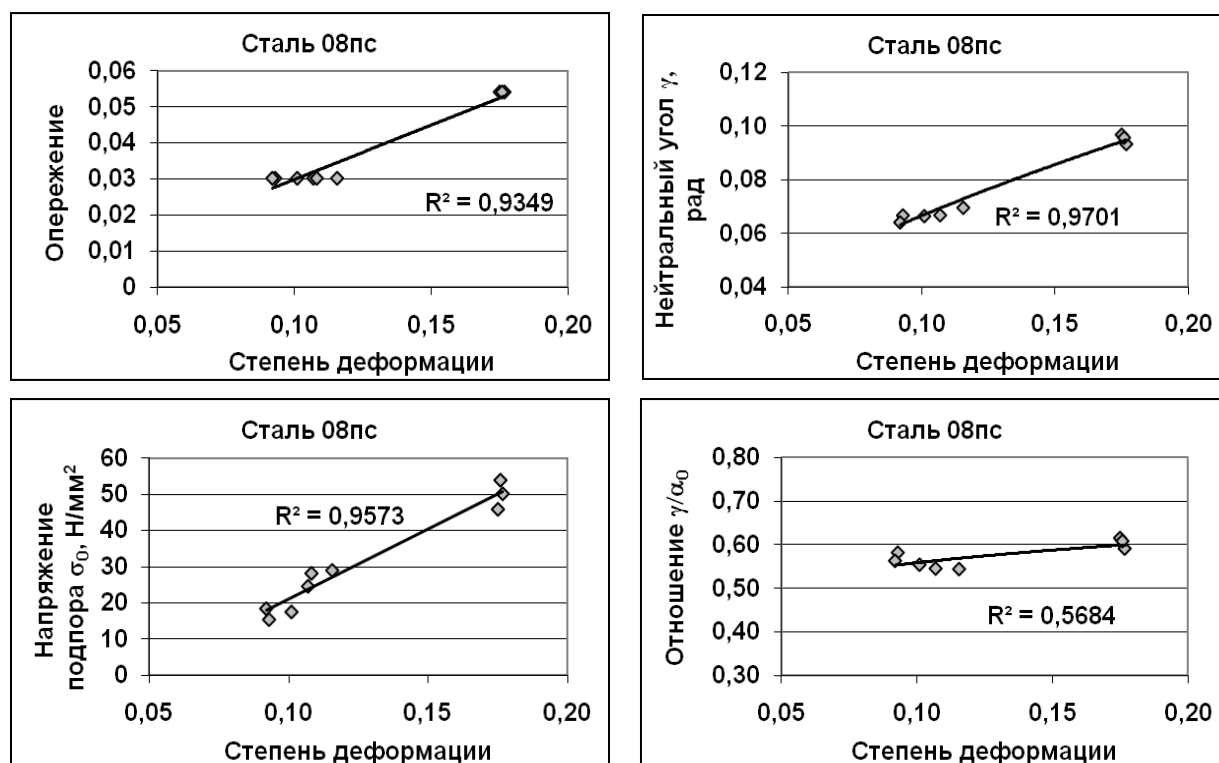 Сталь 08пс
Опережение
0,06
0,05
0,04
0,03
0,02
0,01
0
R² = 0,9349
0,05 0,10 0,15 0,20
Степень деформации
Сталь 08пс
Нейтральный угол γ,
рад
0,12
0,10
0,08
0,06
0,04
R² = 0,9701
0,05 0,10 0,15 0,20
Степень деформации
Сталь 08пс
Напряжение
подпора σ₀, Н/мм²
60
50
40
30
20
10
0
R² = 0,9573
0,05 0,10 0,15 0,20
Степень деформации
Сталь 08пс
Отношение γ/α₀
0,80
0,70
0,60
0,50
0,40
0,30
R² = 0,5684
0,05 0,10 0,15 0,20
Степень деформации